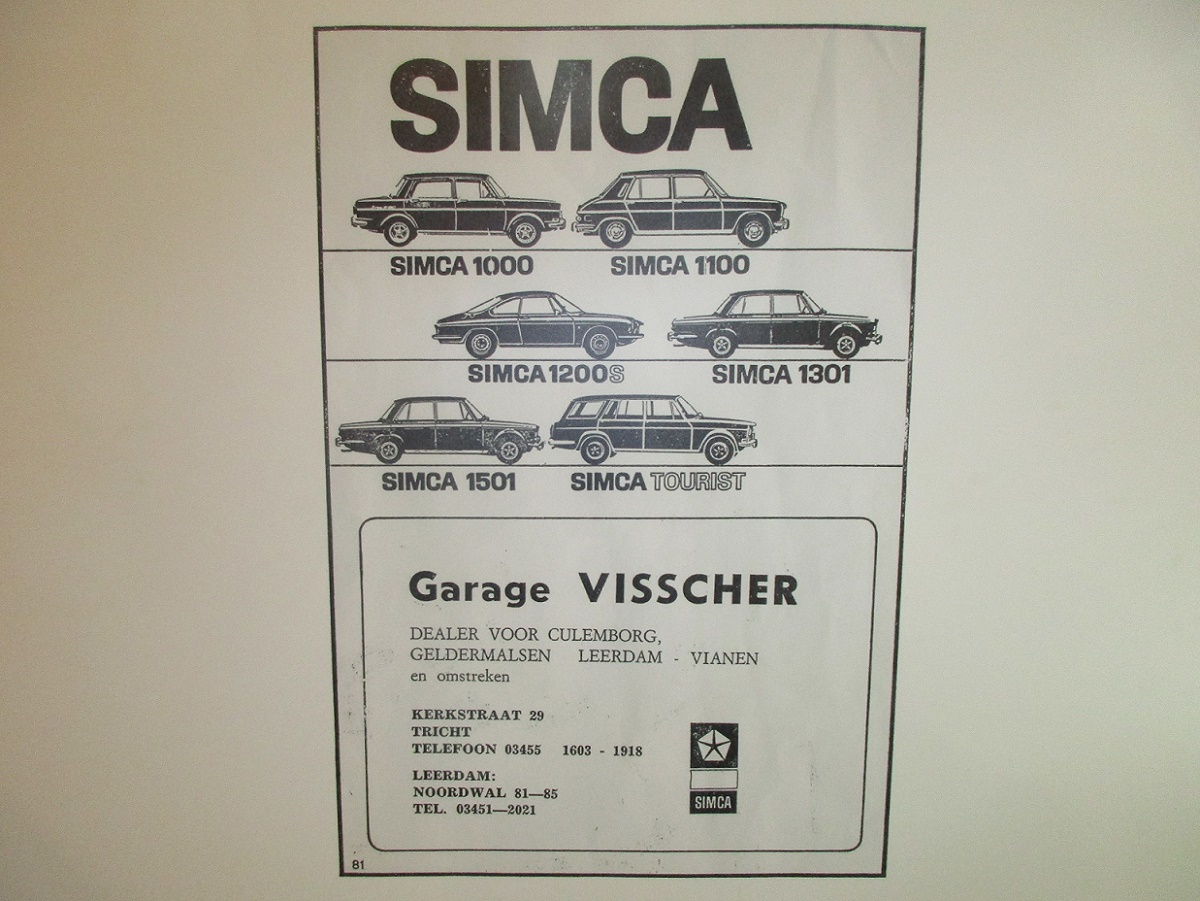 SIMCA
SIMCA 1000 SIMCA 1100
SIMCA 1200S SIMCA 1301
SIMCA 1501 SIMCA TOURIST
Garage VISSCHER
DEALER VOOR CULEMBORG,
GELDERMALSEN LEERDAM - VIANEN
en omstreken
KERKSTRAAT 29
TRICHT
TELEFOON 03455 1603 - 1918
LEERDAM:
NOORDWAL 81—85
TEL. 03451—2021
SIMCA
81